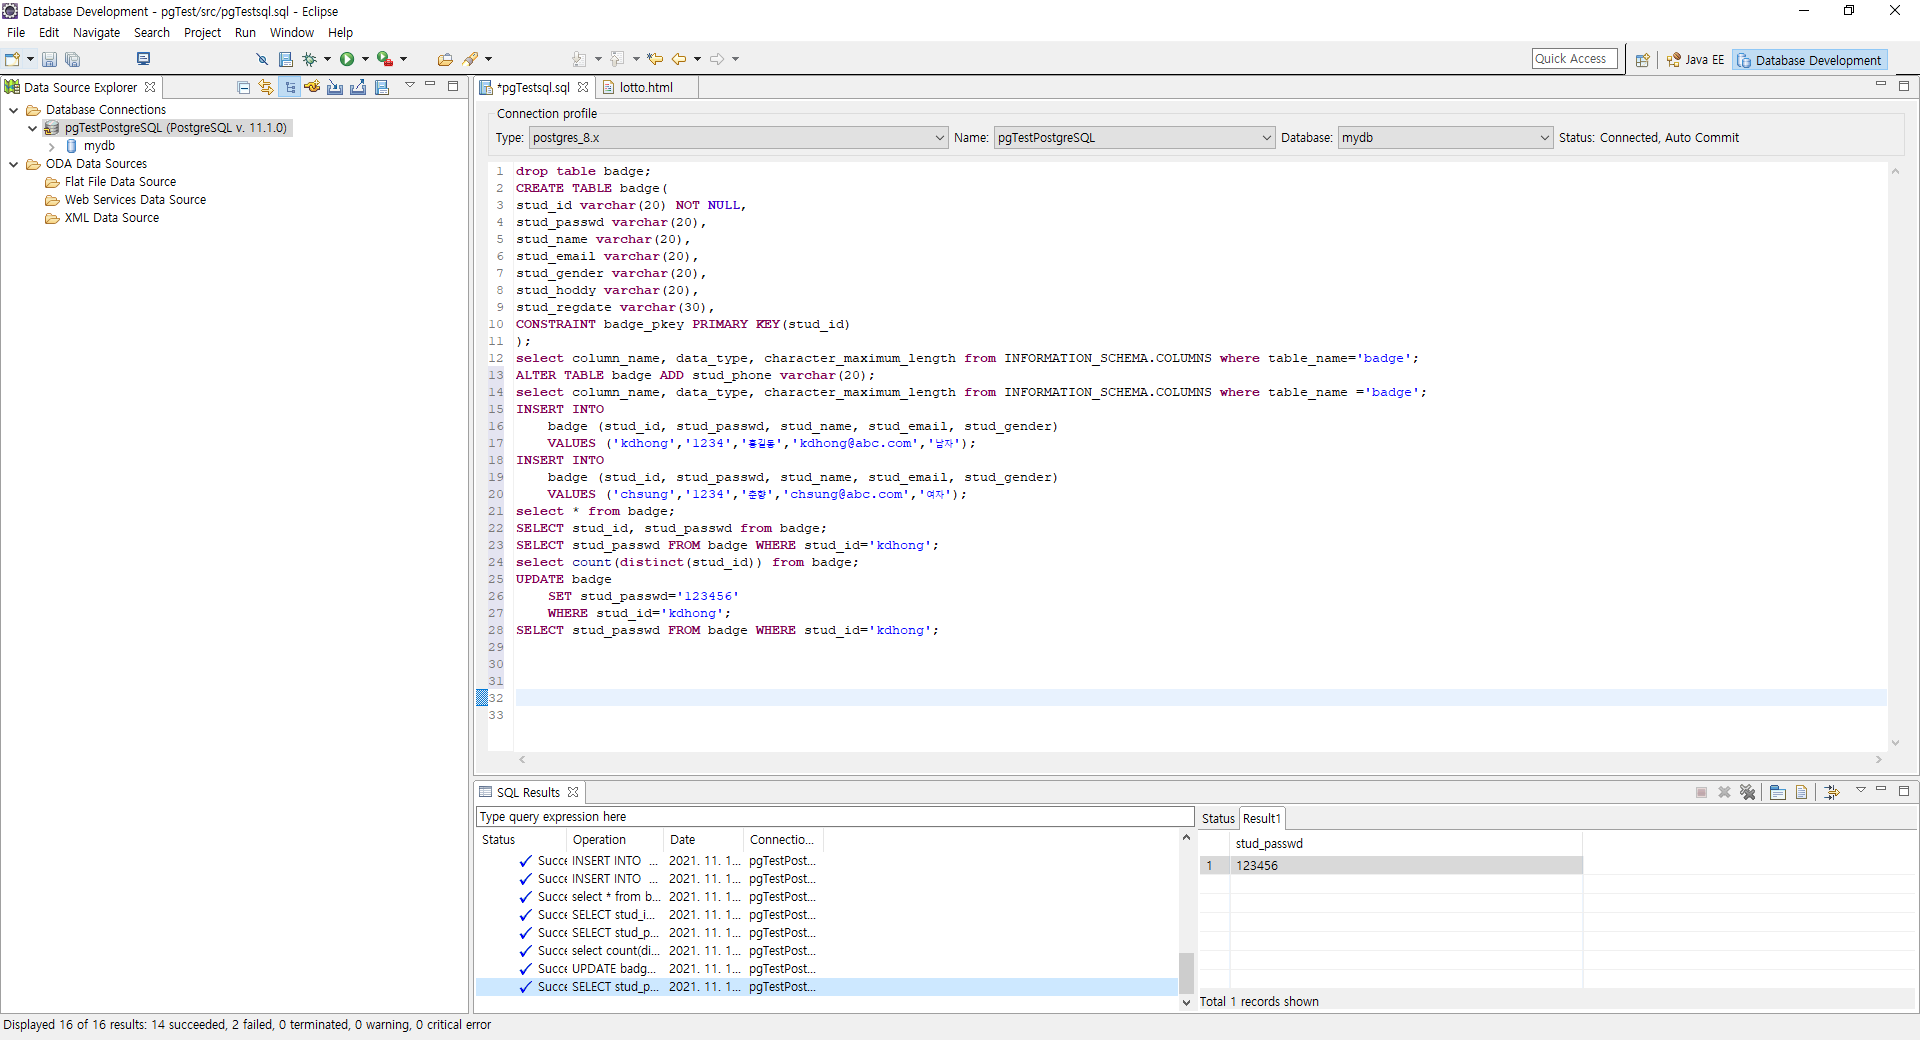 Database Development - pgTest/src/pgTestsql.sql - Eclipse
File Edit Navigate Search Project Run Window Help
Quick Access
Java EE
Database Development
Data Source Explorer
Database Connections
pgTestPostgreSQL (PostgreSQL v. 11.1.0)
mydb
ODA Data Sources
Flat File Data Source
Web Services Data Source
XML Data Source
*pgTestsql.sql
lotto.html
Connection profile
Type: postgres_8.x Name: pgTestPostgreSQL Database: mydb Status: Connected, Auto Commit
1 drop table badge;
2 CREATE TABLE badge(
3 stud_id varchar(20) NOT NULL,
4 stud_passwd varchar(20),
5 stud_name varchar(20),
6 stud_email varchar(20),
7 stud_gender varchar(20),
8 stud_hoddy varchar(20),
9 stud_regdate varchar(30),
10 CONSTRAINT badge_pkey PRIMARY KEY(stud_id)
11 );
12 select column_name, data_type, character_maximum_length from INFORMATION_SCHEMA.COLUMNS where table_name='badge';
13 ALTER TABLE badge ADD stud_phone varchar(20);
14 select column_name, data_type, character_maximum_length from INFORMATION_SCHEMA.COLUMNS where table_name ='badge';
15 INSERT INTO
16 badge (stud_id, stud_passwd, stud_name, stud_email, stud_gender)
17 VALUES ('kdhong','1234','홍길동','kdhong@abc.com','남자');
18 INSERT INTO
19 badge (stud_id, stud_passwd, stud_name, stud_email, stud_gender)
20 VALUES ('chsung','1234','춘향','chsung@abc.com','여자');
21 select * from badge;
22 SELECT stud_id, stud_passwd from badge;
23 SELECT stud_passwd FROM badge WHERE stud_id='kdhong';
24 select count(distinct(stud_id)) from badge;
25 UPDATE badge
26 SET stud_passwd='123456'
27 WHERE stud_id='kdhong';
28 SELECT stud_passwd FROM badge WHERE stud_id='kdhong';
29
30
31
32
33
SQL Results
Type query expression here
Status Operation Date Connectio...
Succe INSERT INTO ... 2021. 11. 1... pgTestPost...
Succe INSERT INTO ... 2021. 11. 1... pgTestPost...
Succe select * from b... 2021. 11. 1... pgTestPost...
Succe SELECT stud_i... 2021. 11. 1... pgTestPost...
Succe SELECT stud_p... 2021. 11. 1... pgTestPost...
Succe select count(di... 2021. 11. 1... pgTestPost...
Succe UPDATE badg... 2021. 11. 1... pgTestPost...
Succe SELECT stud_p... 2021. 11. 1... pgTestPost...
Status Result1
stud_passwd
1 123456
Total 1 records shown
Displayed 16 of 16 results: 14 succeeded, 2 failed, 0 terminated, 0 warning, 0 critical error